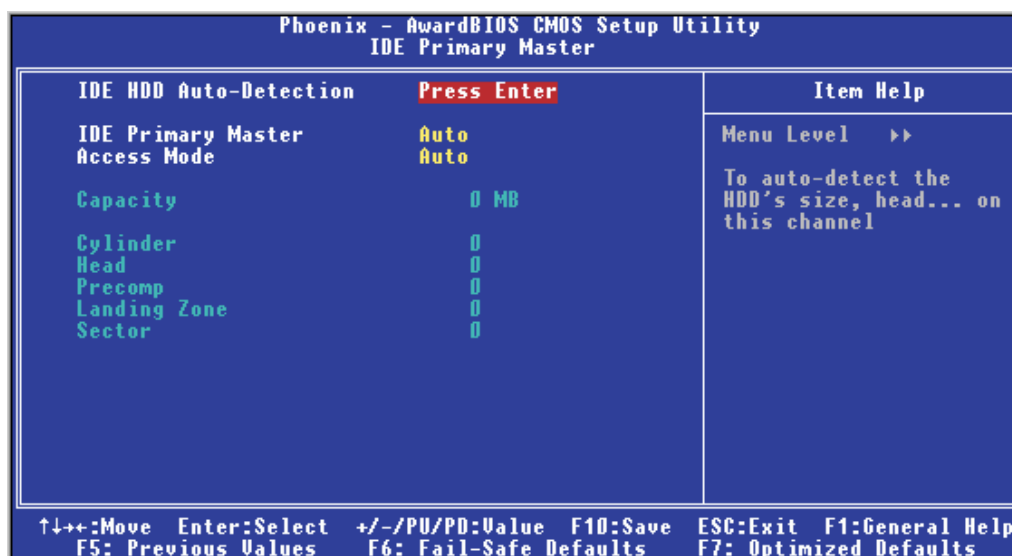 Phoenix - AwardBIOS CMOS Setup Utility
IDE Primary Master
IDE HDD Auto-Detection Press Enter
IDE Primary Master Auto
Access Mode Auto
Capacity 0 MB
Cylinder 0
Head 0
Precomp 0
Landing Zone 0
Sector 0
Item Help
Menu Level ▸▸
To auto-detect the
HDD's size, head... on
this channel
↑↓→←:Move Enter:Select +/-/PU/PD:Value F10:Save ESC:Exit F1:General Help
F5: Previous Values F6: Fail-Safe Defaults F7: Optimized Defaults